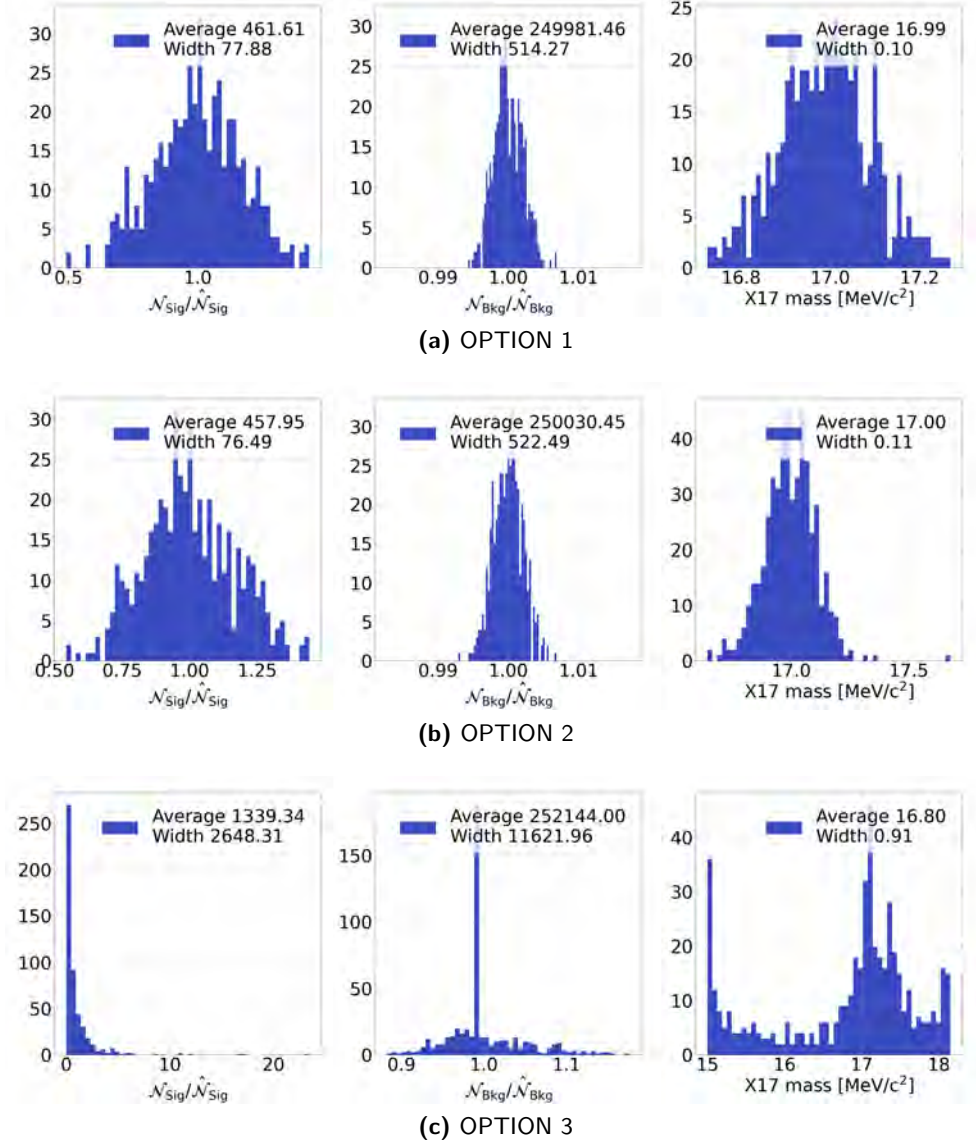 30
25
20
15
10
5
0
0.5
1.0
Average 461.61
Width 77.88
𝒩Sig/𝒩̂Sig
30
25
20
15
10
5
0
0.99
1.00
1.01
Average 249981.46
Width 514.27
𝒩Bkg/𝒩̂Bkg
25
20
15
10
5
0
16.8
17.0
17.2
Average 16.99
Width 0.10
X17 mass [MeV/c²]
(a) OPTION 1
30
25
20
15
10
5
0
0.50
0.75
1.00
1.25
Average 457.95
Width 76.49
𝒩Sig/𝒩̂Sig
30
25
20
15
10
5
0
0.99
1.00
1.01
Average 250030.45
Width 522.49
𝒩Bkg/𝒩̂Bkg
40
30
20
10
0
17.0
17.5
Average 17.00
Width 0.11
X17 mass [MeV/c²]
(b) OPTION 2
250
200
150
100
50
0
0
10
20
Average 1339.34
Width 2648.31
𝒩Sig/𝒩̂Sig
150
100
50
0
0.9
1.0
1.1
Average 252144.00
Width 11621.96
𝒩Bkg/𝒩̂Bkg
40
30
20
10
0
15
16
17
18
Average 16.80
Width 0.91
X17 mass [MeV/c²]
(c) OPTION 3